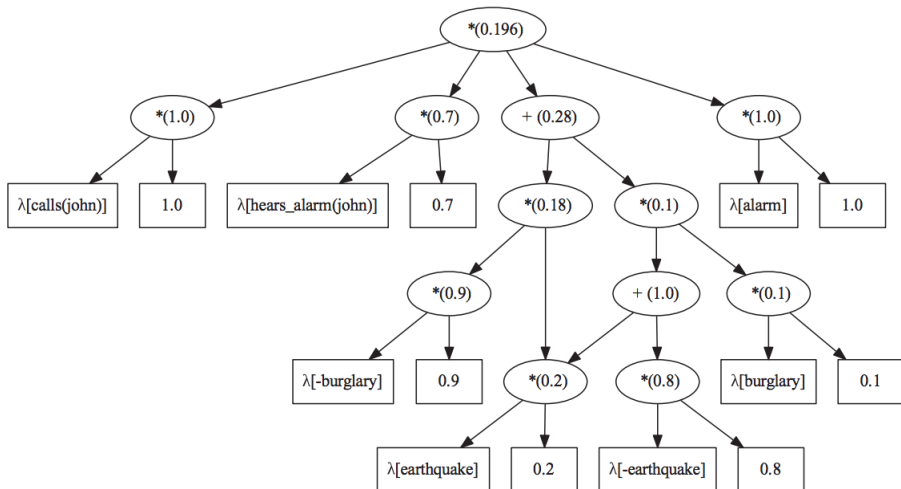 *(0.196)
*(1.0) *(0.7) + (0.28) *(1.0)
λ[calls(john)] 1.0 λ[hears_alarm(john)] 0.7 *(0.18) *(0.1) λ[alarm] 1.0
*(0.9) + (1.0) *(0.1)
λ[-burglary] 0.9 *(0.2) *(0.8) λ[burglary] 0.1
λ[earthquake] 0.2 λ[-earthquake] 0.8